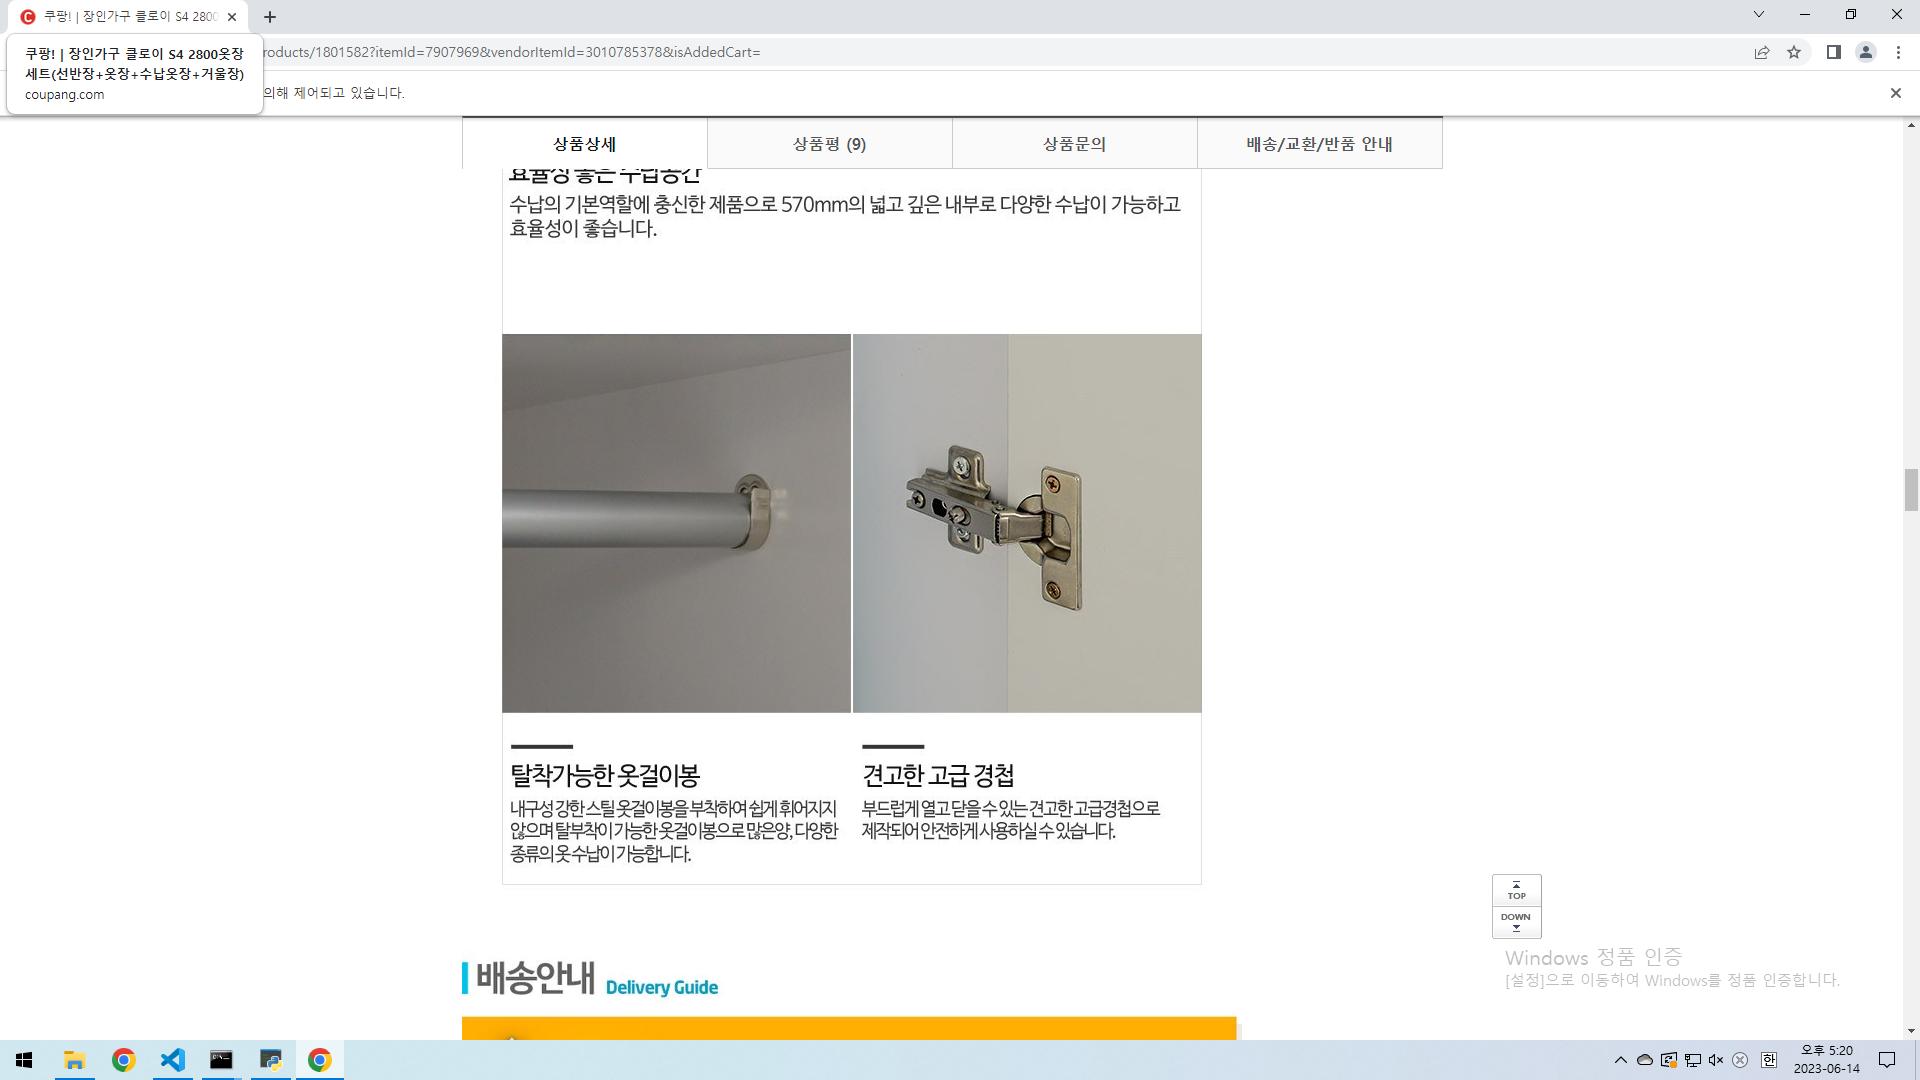 쿠팡! | 장인가구 클로이 S4 2800
쿠팡! | 장인가구 클로이 S4 2800옷장
세트(선반장+옷장+수납옷장+거울장)
coupang.com
roducts/1801582?itemId=7907969&vendorItemId=3010785378&isAddedCart=
의해 제어되고 있습니다.
상품상세
상품평 (9)
상품문의
배송/교환/반품 안내
효율성 좋은 수납공간
수납의 기본역할에 충신한 제품으로 570mm의 넓고 깊은 내부로 다양한 수납이 가능하고
효율성이 좋습니다.
탈착가능한 옷걸이봉
내구성 강한 스틸 옷걸이봉을 부착하여 쉽게 휘어지지
않으며 탈부착이 가능한 옷걸이봉으로 많은양, 다양한
종류의 옷 수납이 가능합니다.
견고한 고급 경첩
부드럽게 열고 닫을 수 있는 견고한 고급경첩으로
제작되어 안전하게 사용하실 수 있습니다.
TOP
DOWN
배송안내 Delivery Guide
Windows 정품 인증
[설정]으로 이동하여 Windows를 정품 인증합니다.
한
오후 5:20
2023-06-14